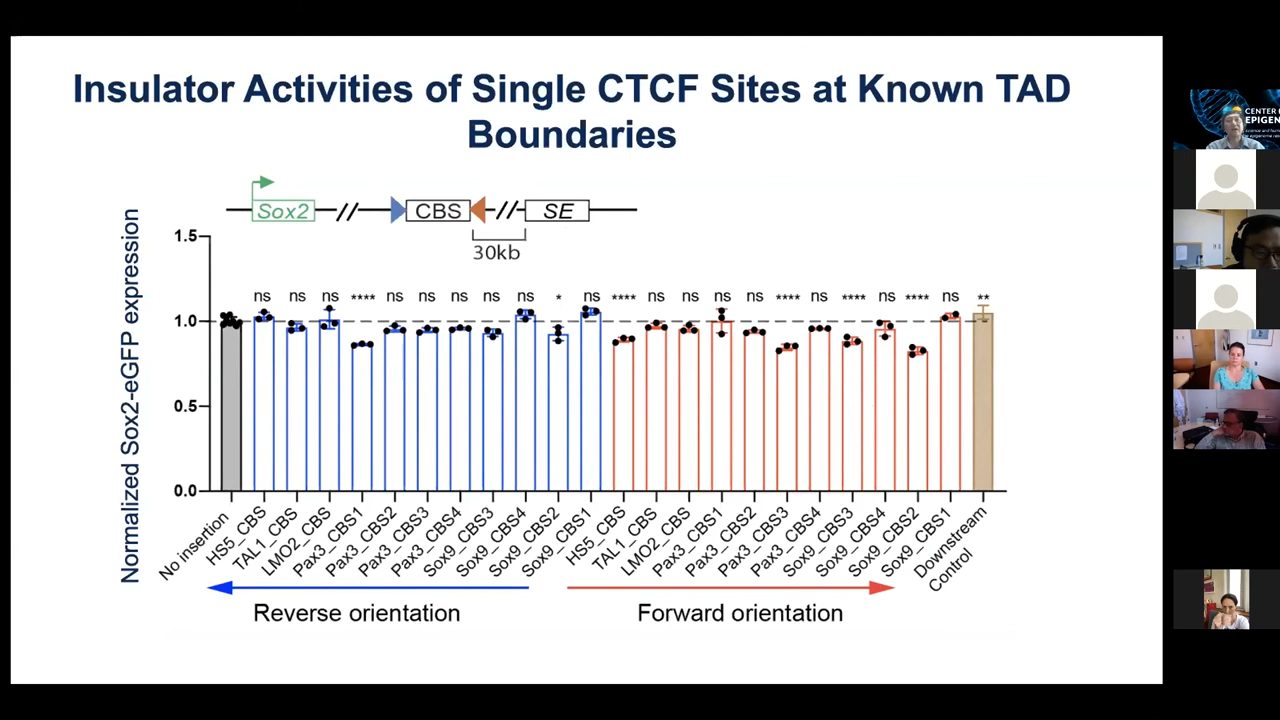 Insulator Activities of Single CTCF Sites at Known TAD
Boundaries
Sox2
CBS
SE
30kb
Normalized Sox2-eGFP expression
1.5
1.0
0.5
0.0
ns ns ns **** ns ns ns ns ns * ns **** ns ns ns ns **** ns **** ns **** ns **
No insertion
HS5_CBS
TAL1_CBS
LMO2_CBS
Pax3_CBS1
Pax3_CBS2
Pax3_CBS3
Pax3_CBS4
Sox9_CBS3
Sox9_CBS4
Sox9_CBS2
Sox9_CBS1
HS5_CBS
TAL1_CBS
LMO2_CBS
Pax3_CBS1
Pax3_CBS2
Pax3_CBS3
Pax3_CBS4
Sox9_CBS3
Sox9_CBS4
Sox9_CBS2
Sox9_CBS1
Downstream
Control
Reverse orientation
Forward orientation
CENTER
EPIGEN